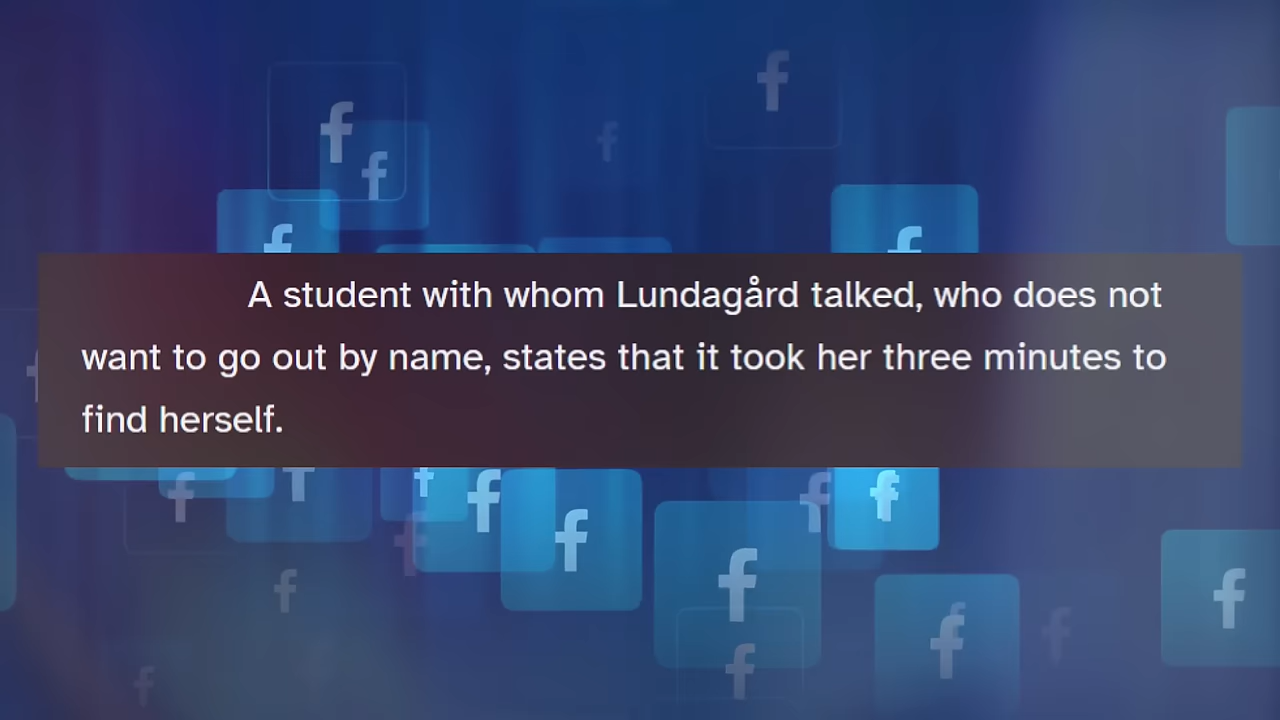 A student with whom Lundagård talked, who does not
want to go out by name, states that it took her three minutes to
find herself.